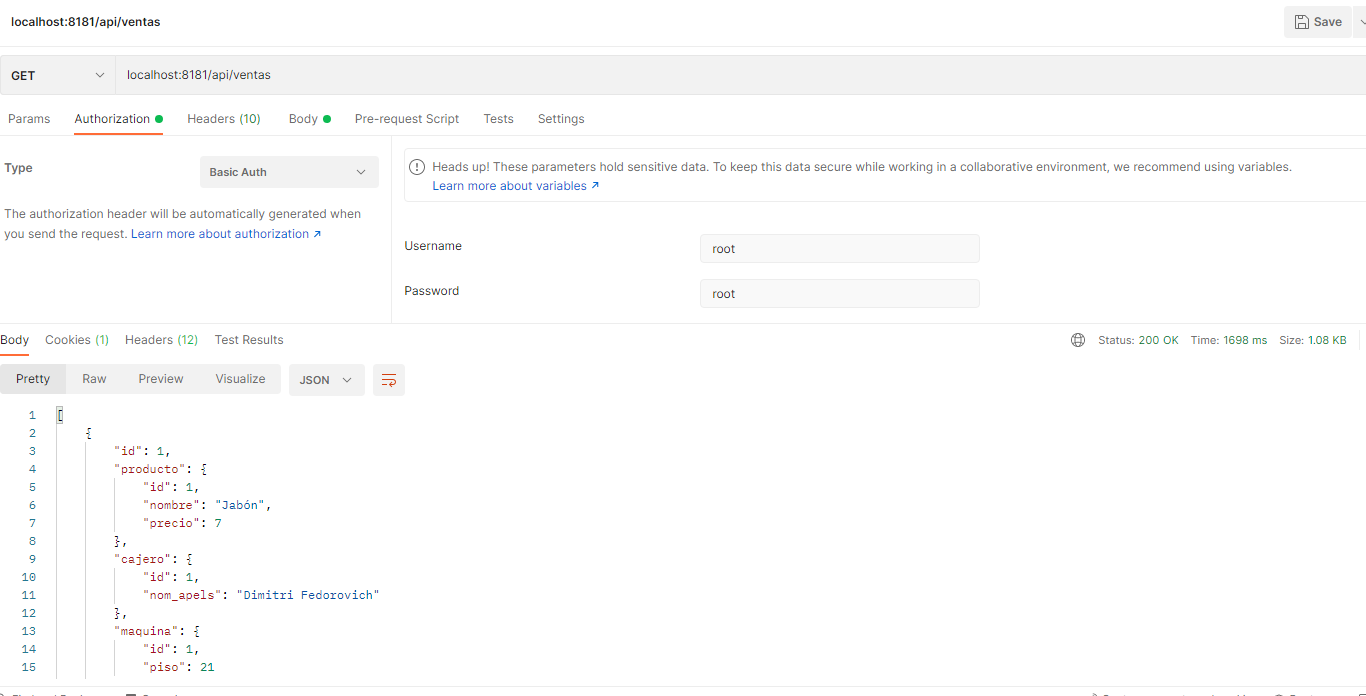 localhost:8181/api/ventas
Save
GET localhost:8181/api/ventas
Params Authorization Headers (10) Body Pre-request Script Tests Settings
Type Basic Auth
The authorization header will be automatically generated when
you send the request. Learn more about authorization ↗
Heads up! These parameters hold sensitive data. To keep this data secure while working in a collaborative environment, we recommend using variables.
Learn more about variables ↗
Username root
Password root
Body Cookies (1) Headers (12) Test Results Status: 200 OK Time: 1698 ms Size: 1.08 KB
Pretty Raw Preview Visualize JSON
1 [
2 {
3 "id": 1,
4 "producto": {
5 "id": 1,
6 "nombre": "Jabón",
7 "precio": 7
8 },
9 "cajero": {
10 "id": 1,
11 "nom_apels": "Dimitri Fedorovich"
12 },
13 "maquina": {
14 "id": 1,
15 "piso": 21